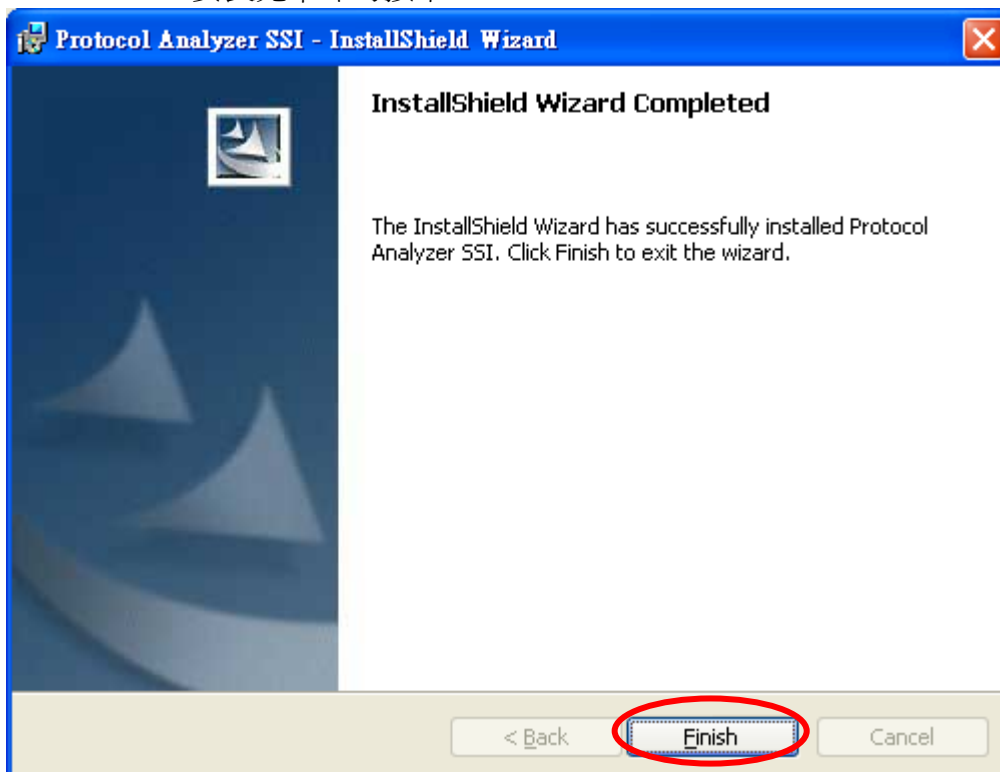 Protocol Analyzer SSI - InstallShield Wizard
InstallShield Wizard Completed
The InstallShield Wizard has successfully installed Protocol
Analyzer SSI. Click Finish to exit the wizard.
< Back Finish Cancel